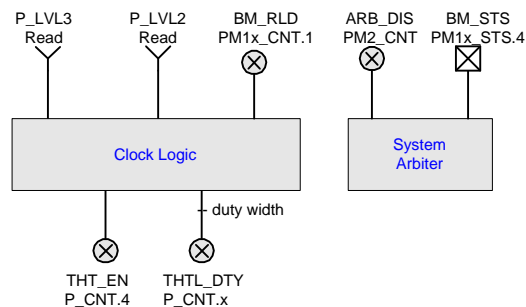 P_LVL3
Read
P_LVL2
Read
BM_RLD
PM1x_CNT.1
ARB_DIS
PM2_CNT
BM_STS
PM1x_STS.4
Clock Logic
System
Arbiter
duty width
THT_EN
P_CNT.4
THTL_DTY
P_CNT.x